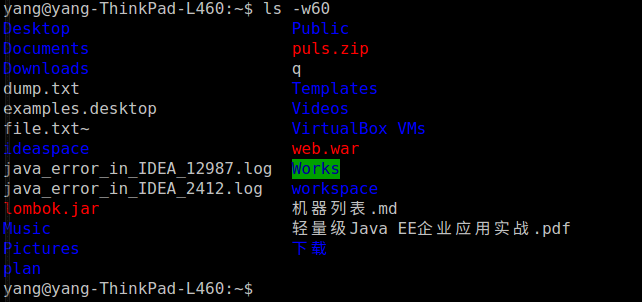 yang@yang-ThinkPad-L460:~$ ls -w60
Desktop Public
Documents puls.zip
Downloads q
dump.txt Templates
examples.desktop Videos
file.txt~ VirtualBox VMs
ideaspace web.war
java_error_in_IDEA_12987.log Works
java_error_in_IDEA_2412.log workspace
lombok.jar 机器列表.md
Music 轻量级Java EE企业应用实战.pdf
Pictures 下载
plan
yang@yang-ThinkPad-L460:~$